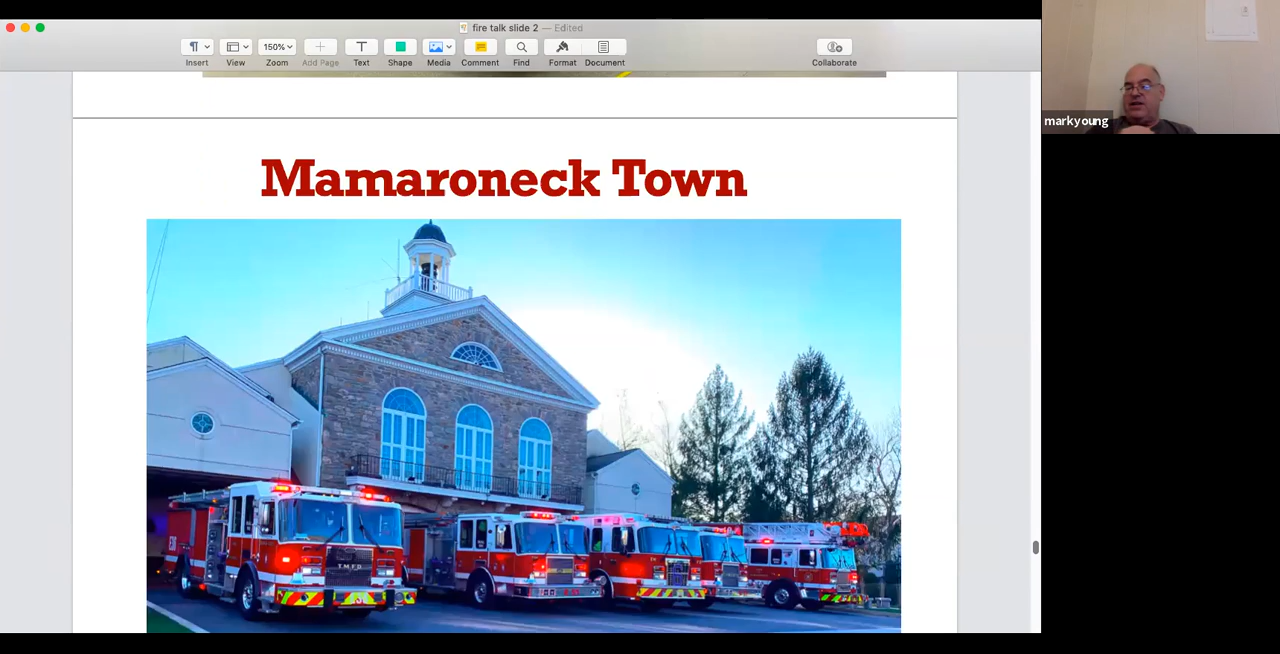 fire talk slide 2 — Edited
150%
Insert
View
Zoom
Add Page
Text
Shape
Media
Comment
Find
Format
Document
Collaborate
markyoung
Mamaroneck Town
TMFD